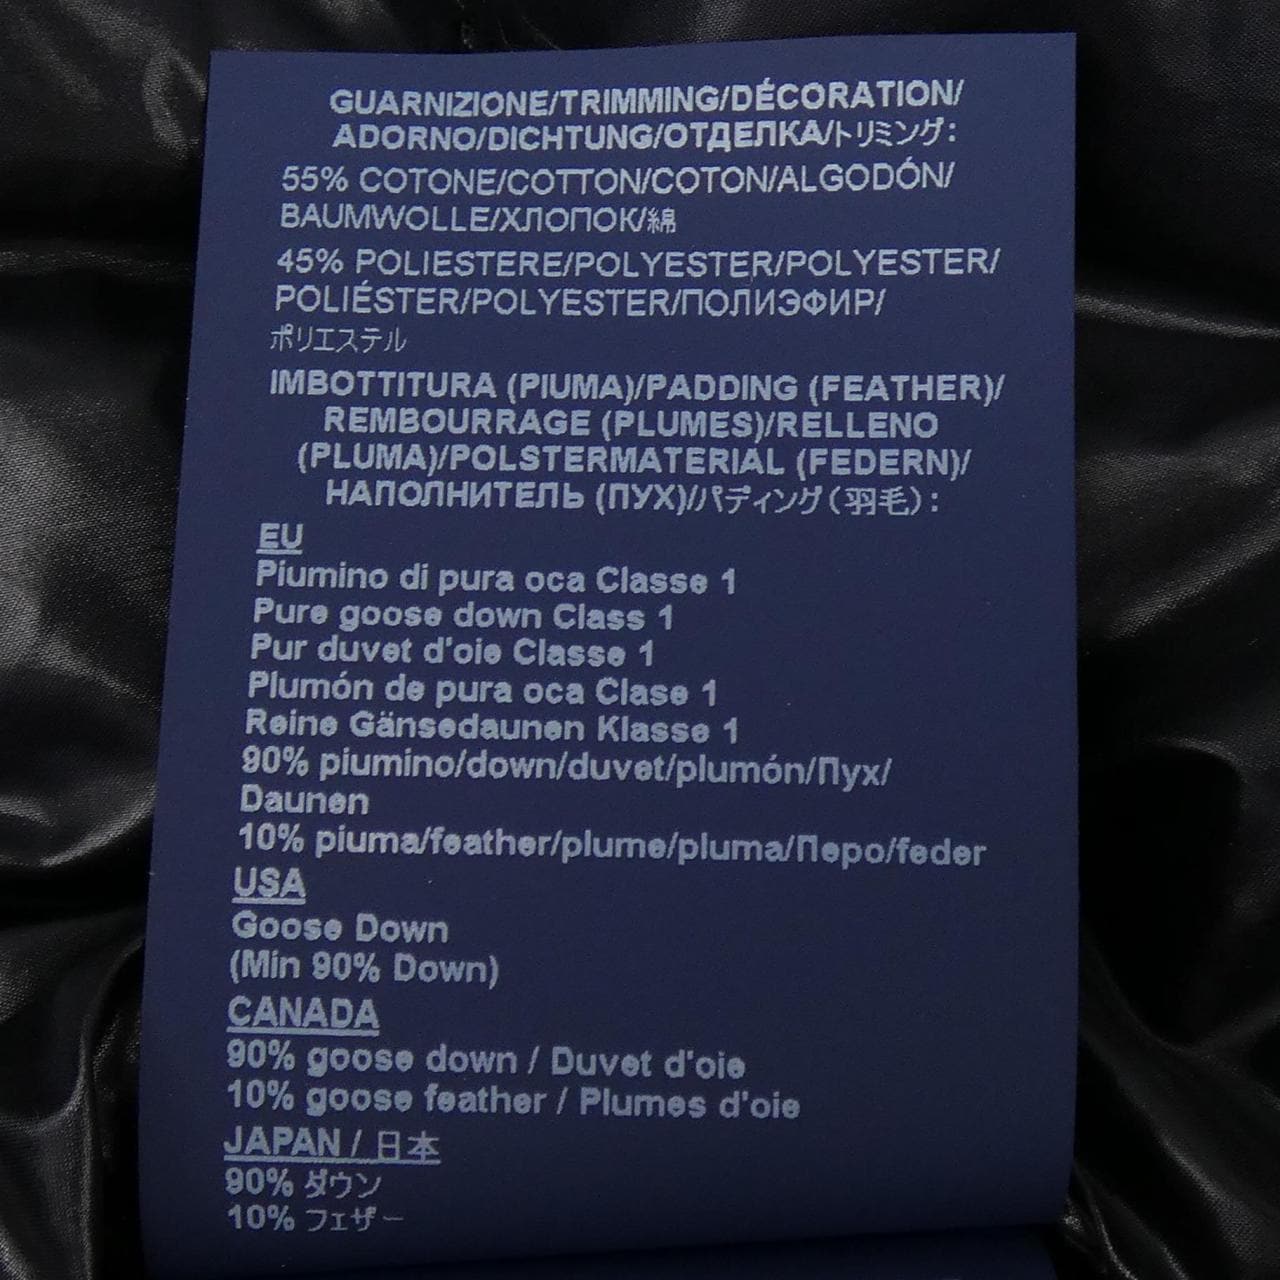 GUARNIZIONE/TRIMMING/DÉCORATION/
ADORNO/DICHTUNG/ОТДЕЛКА/トリミング:
55% COTONE/COTTON/COTON/ALGODÓN/
BAUMWOLLE/ХЛОПОК/綿
45% POLIESTERE/POLYESTER/POLYESTER/
POLIÉSTER/POLYESTER/ПОЛИЭФИР/
ポリエステル
IMBOTTITURA (PIUMA)/PADDING (FEATHER)/
REMBOURRAGE (PLUMES)/RELLENO
(PLUMA)/POLSTERMATERIAL (FEDERN)/
НАПОЛНИТЕЛЬ (ПУХ)/パディング(羽毛):
EU
Piumino di pura oca Classe 1
Pure goose down Class 1
Pur duvet d'oie Classe 1
Plumón de pura oca Clase 1
Reine Gänsedaunen Klasse 1
90% piumino/down/duvet/plumón/Пух/
Daunen
10% piuma/feather/plume/pluma/Перо/feder
USA
Goose Down
(Min 90% Down)
CANADA
90% goose down / Duvet d'oie
10% goose feather / Plumes d'oie
JAPAN / 日本
90% ダウン
10% フェザー